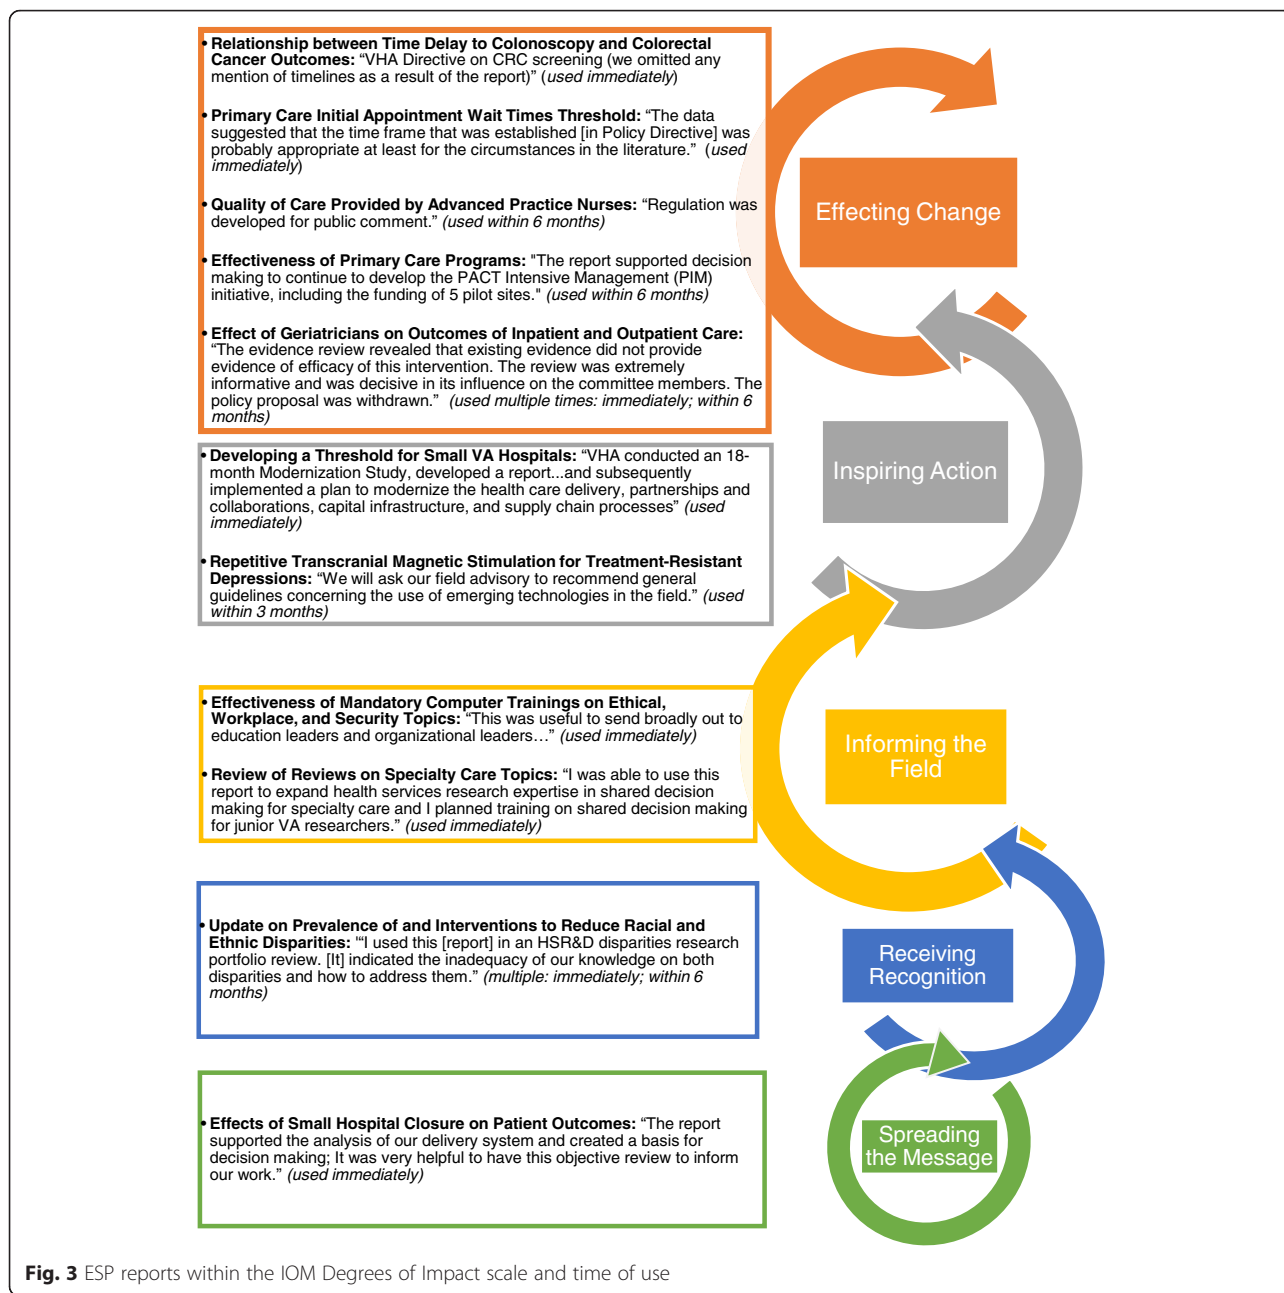 • Relationship between Time Delay to Colonoscopy and Colorectal
Cancer Outcomes: “VHA Directive on CRC screening (we omitted any
mention of timelines as a result of the report)” (used immediately)
• Primary Care Initial Appointment Wait Times Threshold: “The data
suggested that the time frame that was established [in Policy Directive] was
probably appropriate at least for the circumstances in the literature.” (used
immediately)
• Quality of Care Provided by Advanced Practice Nurses: “Regulation was
developed for public comment.” (used within 6 months)
• Effectiveness of Primary Care Programs: "The report supported decision
making to continue to develop the PACT Intensive Management (PIM)
initiative, including the funding of 5 pilot sites." (used within 6 months)
• Effect of Geriatricians on Outcomes of Inpatient and Outpatient Care:
“The evidence review revealed that existing evidence did not provide
evidence of efficacy of this intervention. The review was extremely
informative and was decisive in its influence on the committee members. The
policy proposal was withdrawn.” (used multiple times: immediately; within 6
months)
Effecting Change
• Developing a Threshold for Small VA Hospitals: “VHA conducted an 18-
month Modernization Study, developed a report...and subsequently
implemented a plan to modernize the health care delivery, partnerships and
collaborations, capital infrastructure, and supply chain processes” (used
immediately)
• Repetitive Transcranial Magnetic Stimulation for Treatment-Resistant
Depressions: “We will ask our field advisory to recommend general
guidelines concerning the use of emerging technologies in the field.” (used
within 3 months)
Inspiring Action
• Effectiveness of Mandatory Computer Trainings on Ethical,
Workplace, and Security Topics: “This was useful to send broadly out to
education leaders and organizational leaders…” (used immediately)
• Review of Reviews on Specialty Care Topics: “I was able to use this
report to expand health services research expertise in shared decision
making for specialty care and I planned training on shared decision making
for junior VA researchers.” (used immediately)
Informing the
Field
• Update on Prevalence of and Interventions to Reduce Racial and
Ethnic Disparities: '“I used this [report] in an HSR&D disparities research
portfolio review. [It] indicated the inadequacy of our knowledge on both
disparities and how to address them.” (multiple: immediately; within 6
months)
Receiving
Recognition
• Effects of Small Hospital Closure on Patient Outcomes: “The report
supported the analysis of our delivery system and created a basis for
decision making; It was very helpful to have this objective review to inform
our work.” (used immediately)
Spreading
the Message
Fig. 3 ESP reports within the IOM Degrees of Impact scale and time of use